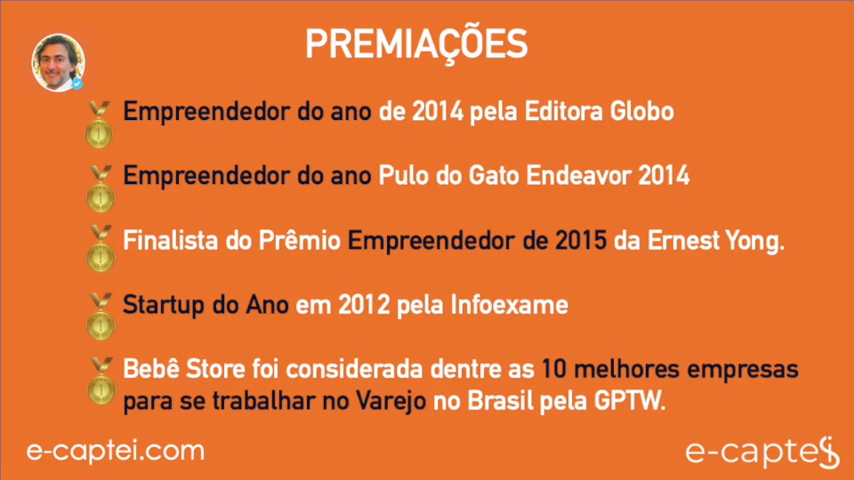 PREMIAÇÕES
Empreendedor do ano de 2014 pela Editora Globo
Empreendedor do ano Pulo do Gato Endeavor 2014
Finalista do Prêmio Empreendedor de 2015 da Ernest Yong.
Startup do Ano em 2012 pela Infoexame
Bebê Store foi considerada dentre as 10 melhores empresas
para se trabalhar no Varejo no Brasil pela GPTW.
e-captei.com
e-captei